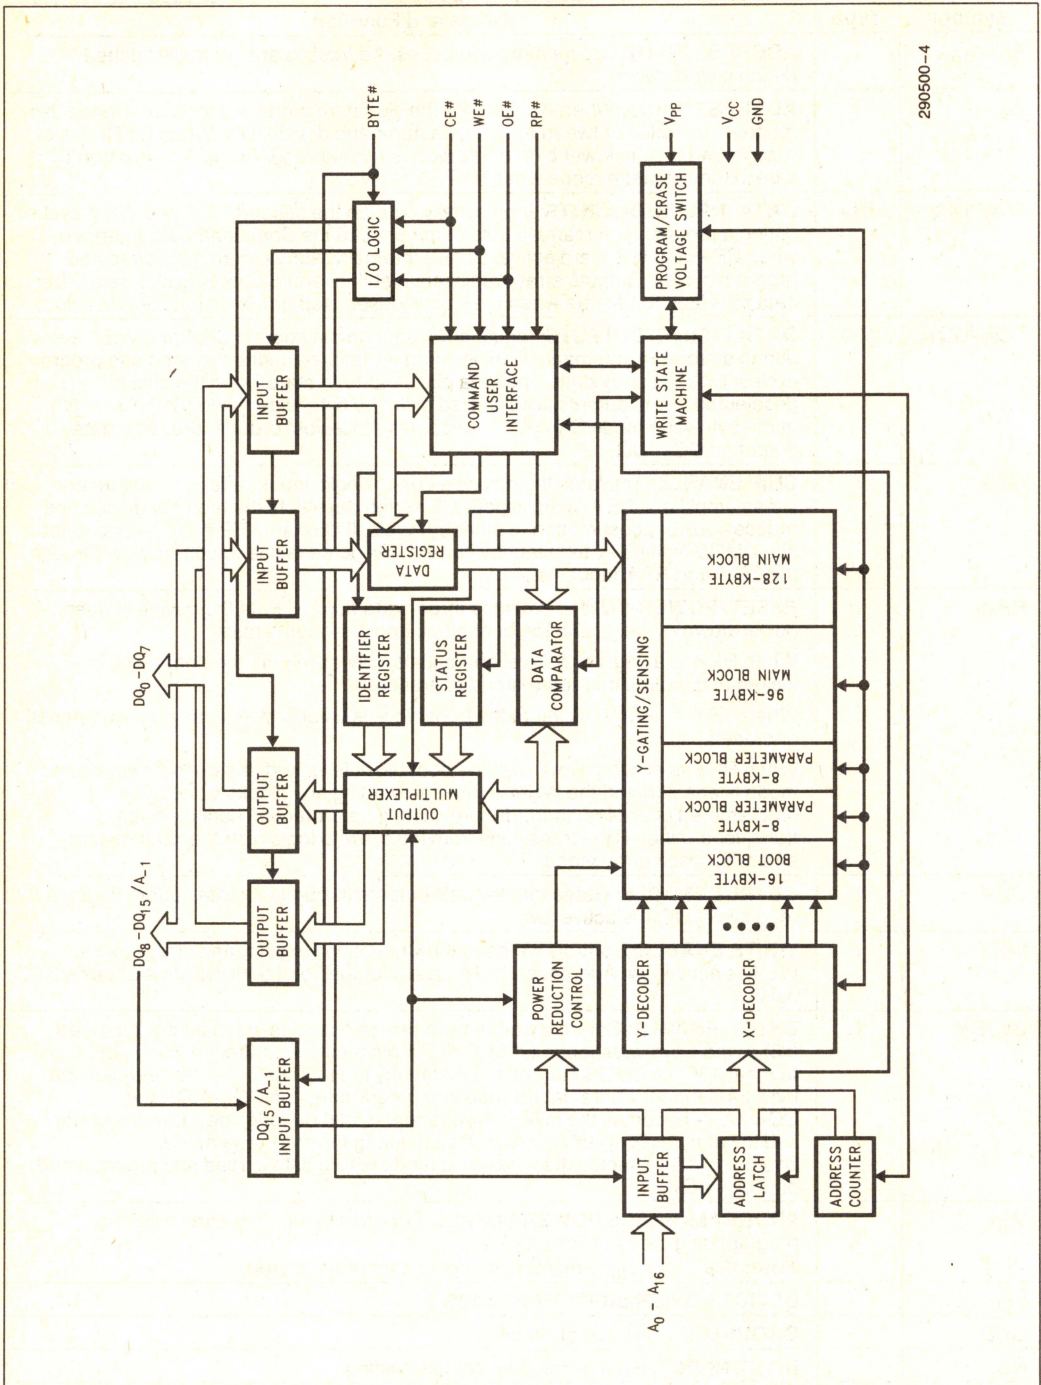 DQ8-DQ15/A-1
DQ0-DQ7
DQ15/A-1
INPUT BUFFER
OUTPUT
BUFFER
OUTPUT
BUFFER
INPUT
BUFFER
INPUT
BUFFER
I/O LOGIC
BYTE#
CE#
WE#
OE#
RP#
IDENTIFIER
REGISTER
STATUS
REGISTER
DATA
REGISTER
OUTPUT
MULTIPLEXER
DATA
COMPARATOR
COMMAND
USER
INTERFACE
POWER
REDUCTION
CONTROL
A0 - A16
INPUT
BUFFER
ADDRESS
LATCH
ADDRESS
COUNTER
Y-DECODER
X-DECODER
Y-GATING/SENSING
16-KBYTE
BOOT BLOCK
8-KBYTE
PARAMETER BLOCK
8-KBYTE
PARAMETER BLOCK
96-KBYTE
MAIN BLOCK
128-KBYTE
MAIN BLOCK
WRITE STATE
MACHINE
PROGRAM/ERASE
VOLTAGE SWITCH
VPP
VCC
GND
290500-4